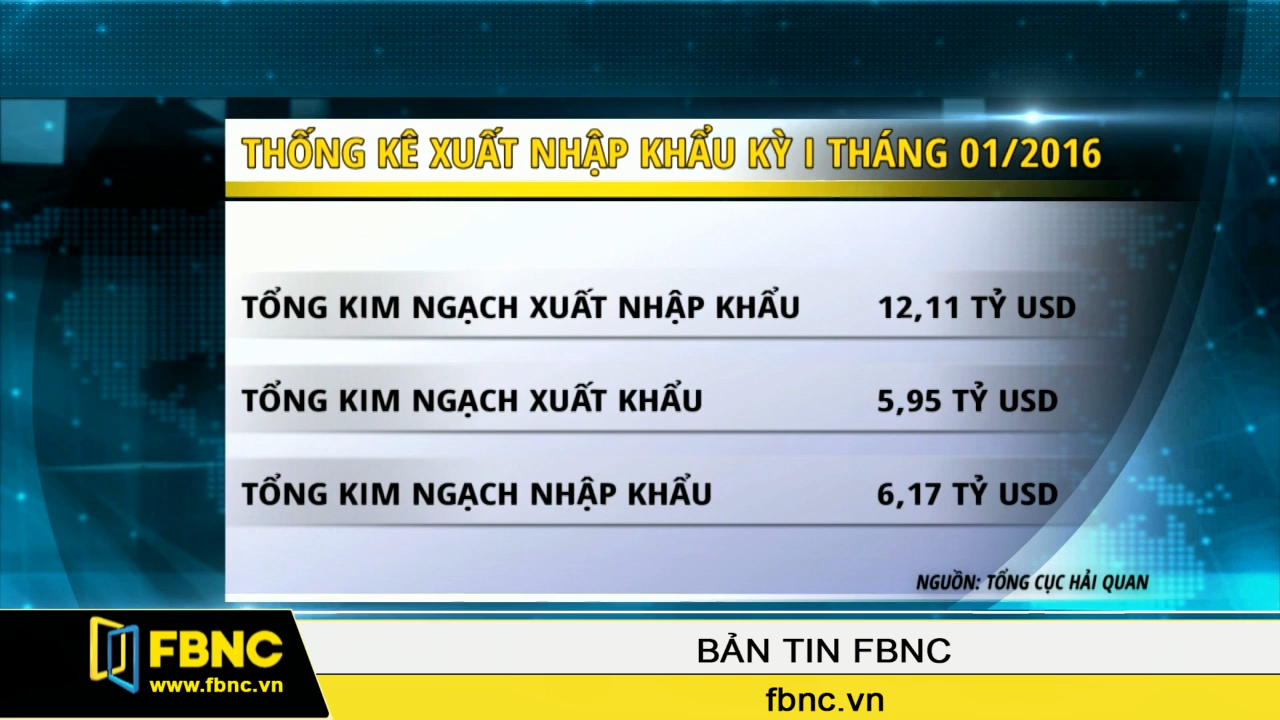 THỐNG KÊ XUẤT NHẬP KHẨU KỲ I THÁNG 01/2016
TỔNG KIM NGẠCH XUẤT NHẬP KHẨU 12,11 TỶ USD
TỔNG KIM NGẠCH XUẤT KHẨU 5,95 TỶ USD
TỔNG KIM NGẠCH NHẬP KHẨU 6,17 TỶ USD
NGUỒN: TỔNG CỤC HẢI QUAN
FBNC
www.fbnc.vn
BẢN TIN FBNC
fbnc.vn